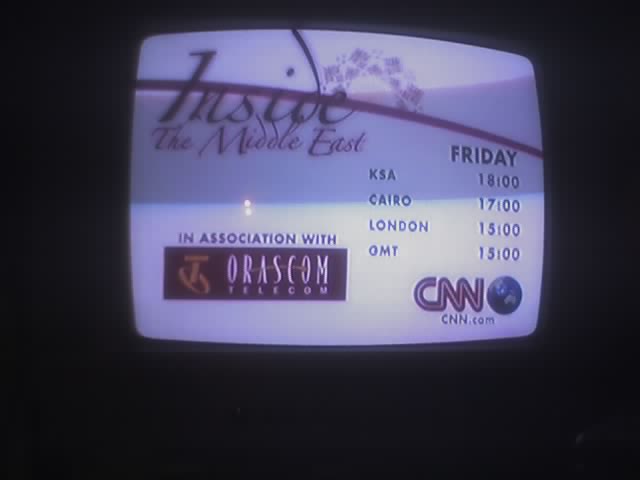 Inside
The Middle East
FRIDAY
KSA 18:00
CAIRO 17:00
LONDON 15:00
GMT 15:00
IN ASSOCIATION WITH
ORASCOM
TELECOM
CNN
CNN.com